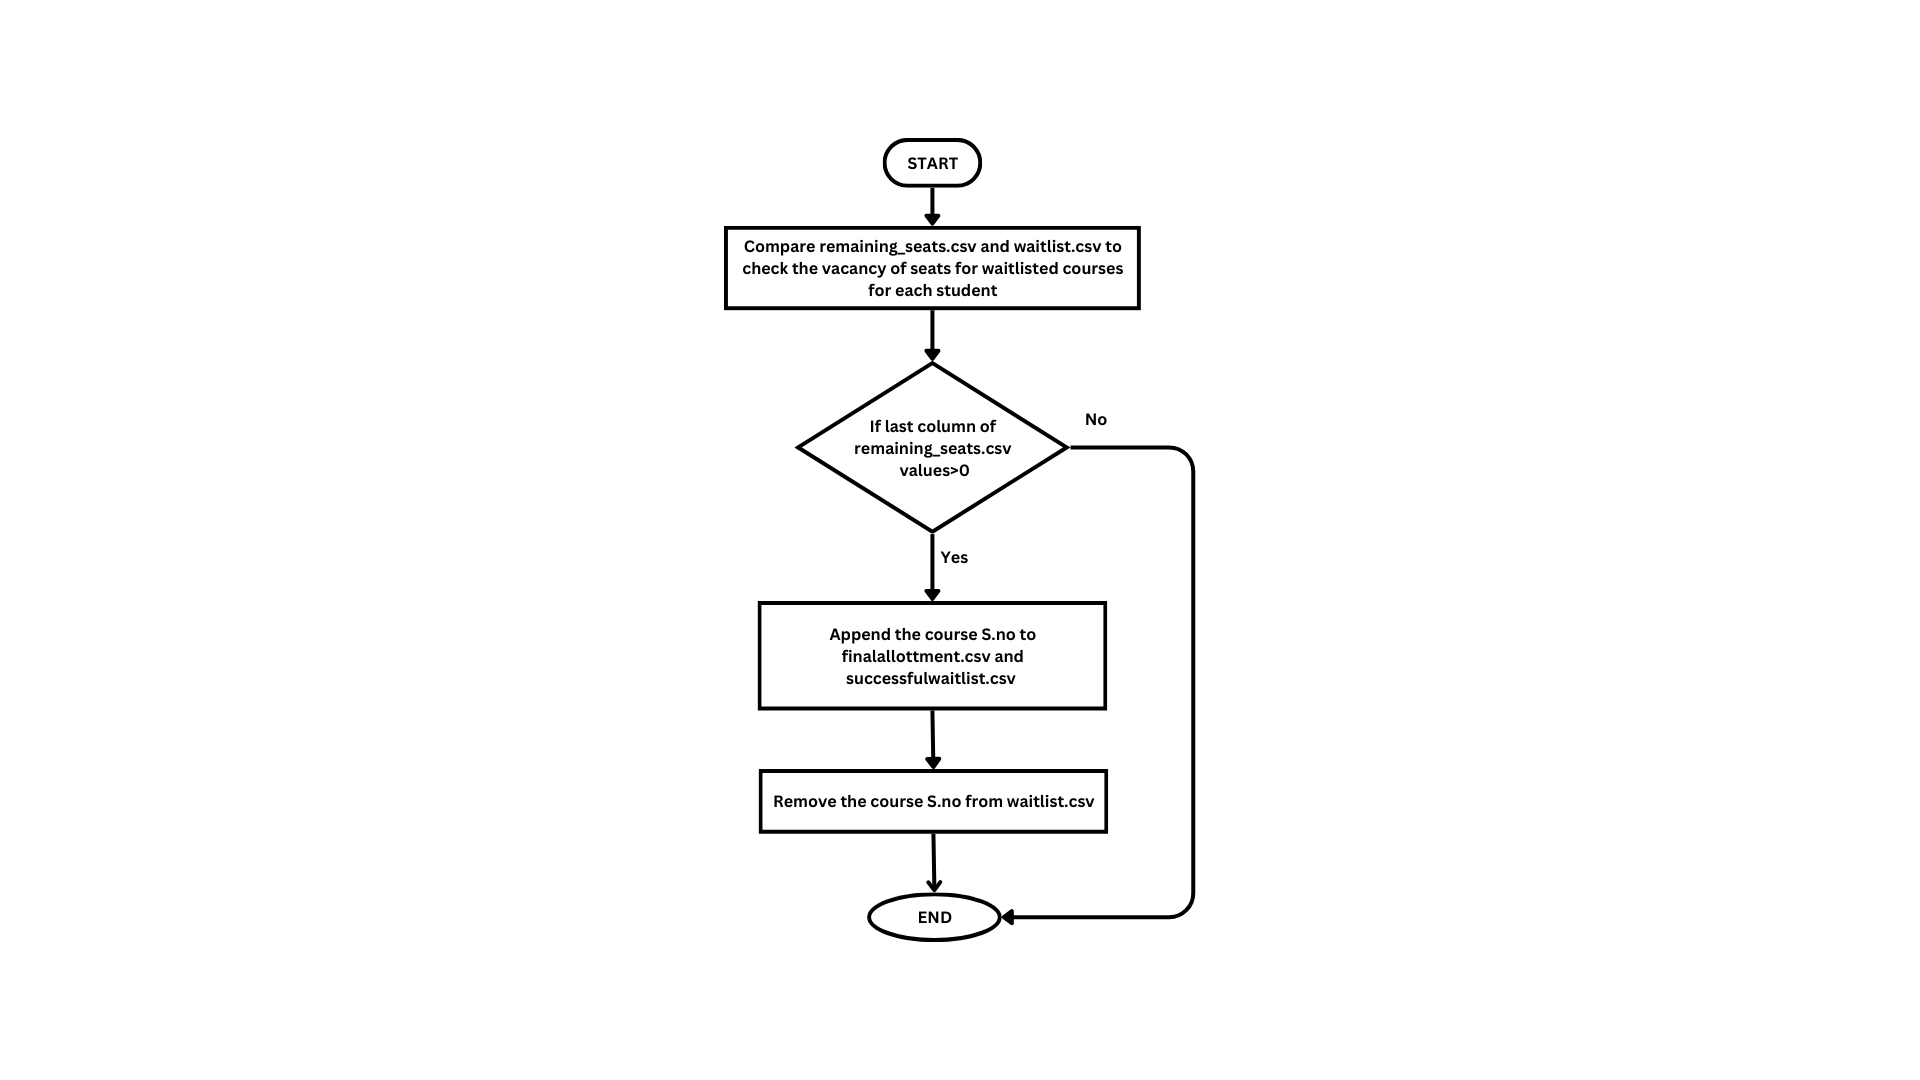 START
Compare remaining_seats.csv and waitlist.csv to
check the vacancy of seats for waitlisted courses
for each student
If last column of
remaining_seats.csv
values>0
No
Yes
Append the course S.no to
finalallottment.csv and
successfulwaitlist.csv
Remove the course S.no from waitlist.csv
END